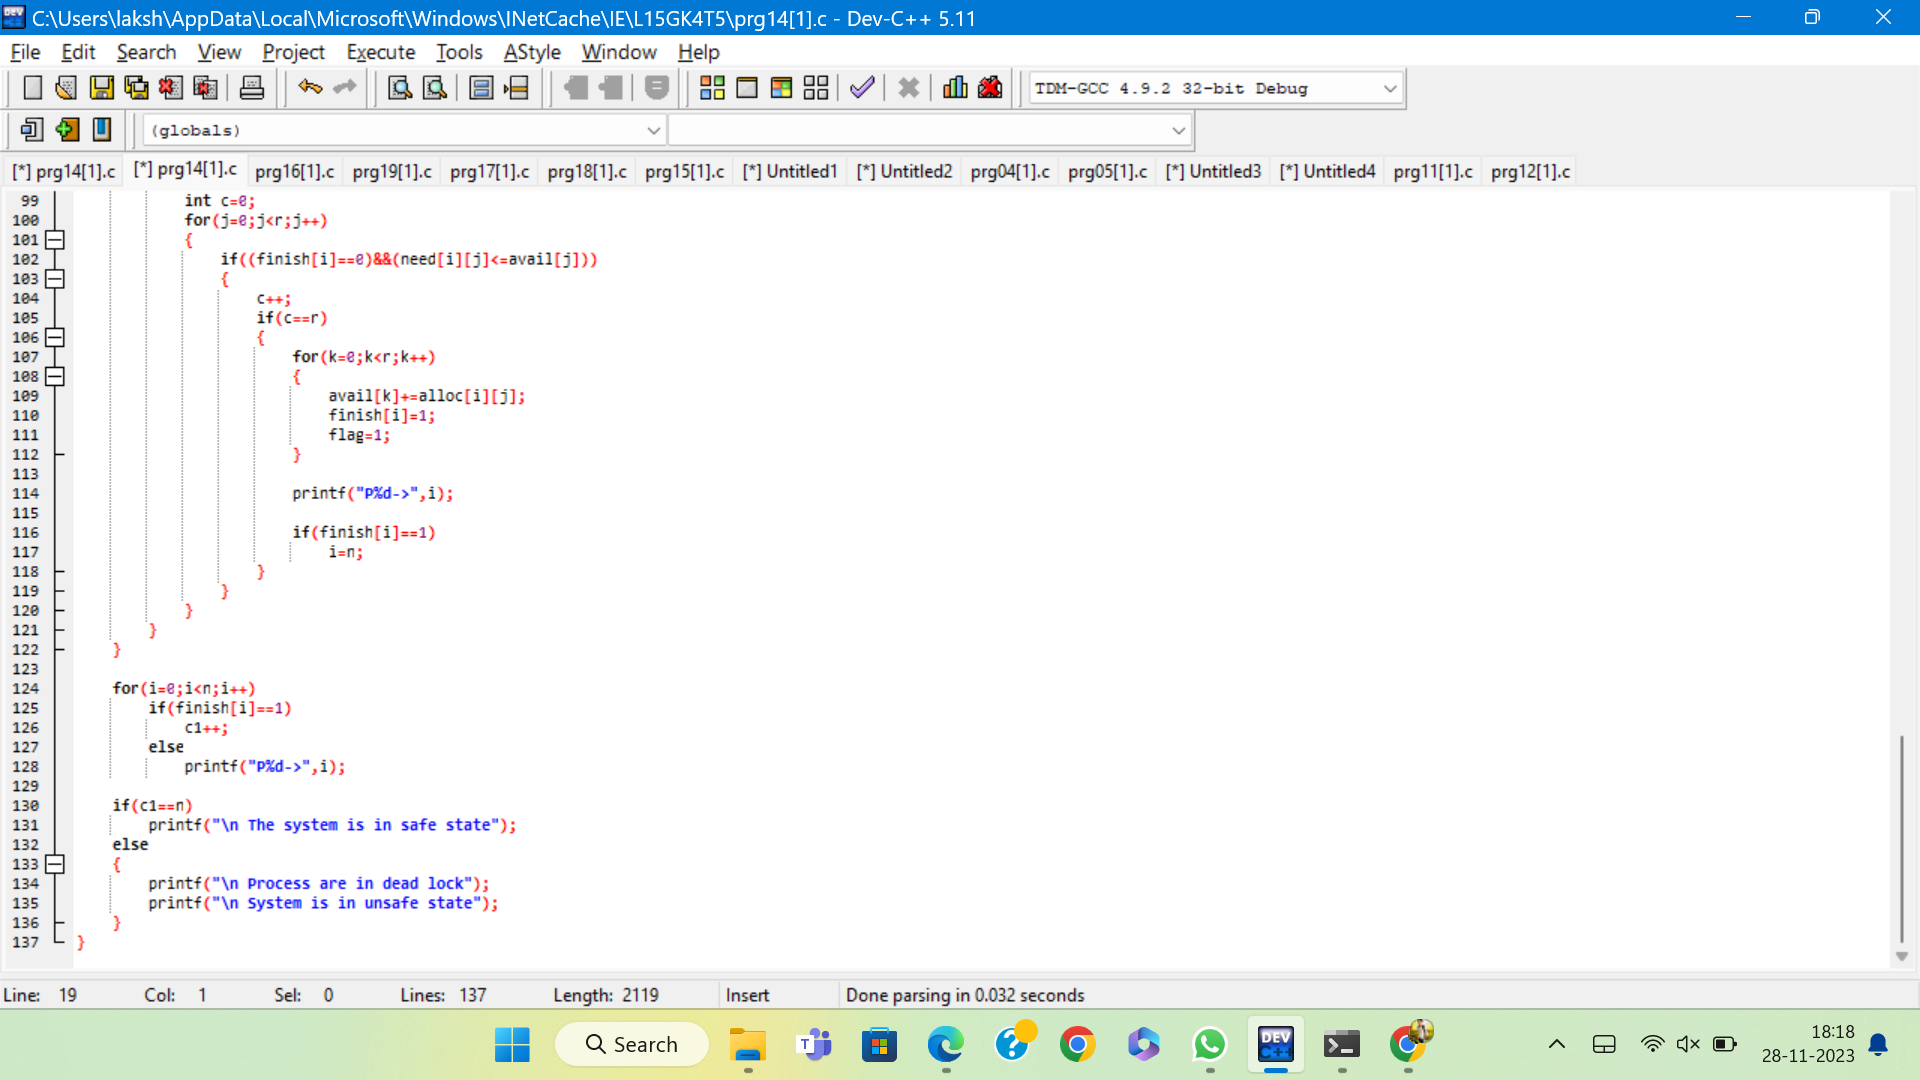 C:\Users\laksh\AppData\Local\Microsoft\Windows\INetCache\IE\L15GK4T5\prg14[1].c - Dev-C++ 5.11
File Edit Search View Project Execute Tools AStyle Window Help
TDM-GCC 4.9.2 32-bit Debug
(globals)
[*] prg14[1].c [*] prg14[1].c prg16[1].c prg19[1].c prg17[1].c prg18[1].c prg15[1].c [*] Untitled1 [*] Untitled2 prg04[1].c prg05[1].c [*] Untitled3 [*] Untitled4 prg11[1].c prg12[1].c
99 int c=0;
100 for(j=0;j<r;j++)
101 {
102 if((finish[i]==0)&&(need[i][j]<=avail[j]))
103 {
104 c++;
105 if(c==r)
106 {
107 for(k=0;k<r;k++)
108 {
109 avail[k]+=alloc[i][j];
110 finish[i]=1;
111 flag=1;
112 }
113
114 printf("P%d->",i);
115
116 if(finish[i]==1)
117 i=n;
118 }
119 }
120 }
121 }
122 }
123
124 for(i=0;i<n;i++)
125 if(finish[i]==1)
126 c1++;
127 else
128 printf("P%d->",i);
129
130 if(c1==n)
131 printf("\n The system is in safe state");
132 else
133 {
134 printf("\n Process are in dead lock");
135 printf("\n System is in unsafe state");
136 }
137 }
Line: 19 Col: 1 Sel: 0 Lines: 137 Length: 2119 Insert Done parsing in 0.032 seconds
Search
DEV C++
18:18
28-11-2023